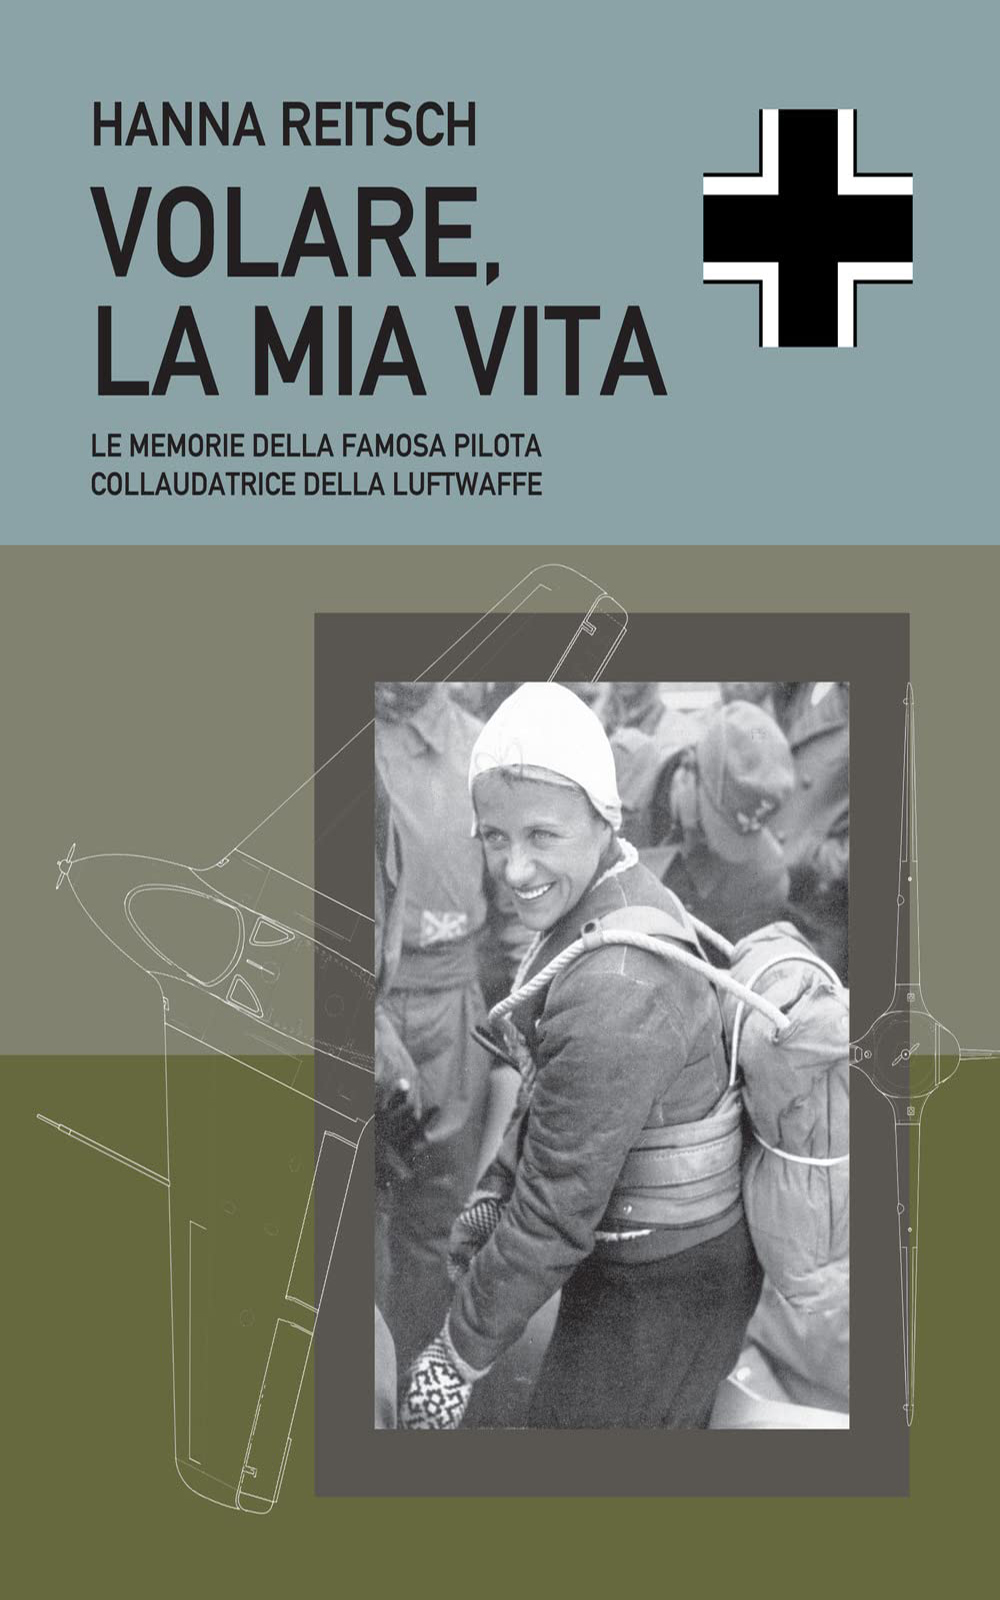 HANNA REITSCH
VOLARE,
LA MIA VITA
LE MEMORIE DELLA FAMOSA PILOTA
COLLAUDATRICE DELLA LUFTWAFFE